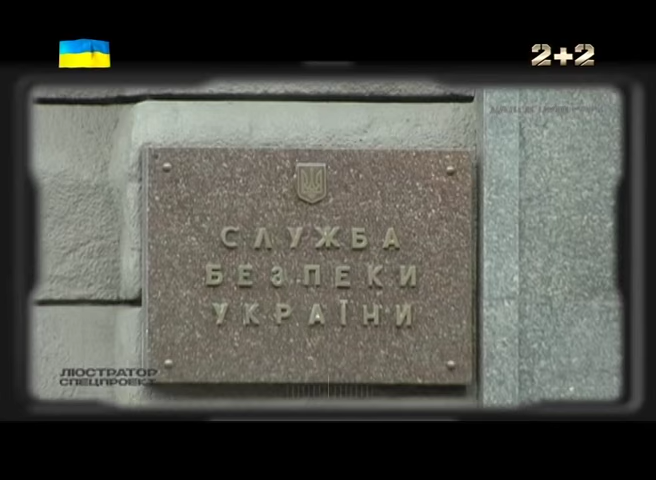 2+2
СЛУЖБА
БЕЗПЕКИ
УКРАЇНИ
ЛЮСТРАТОР
СПЕЦПРОЕКТ